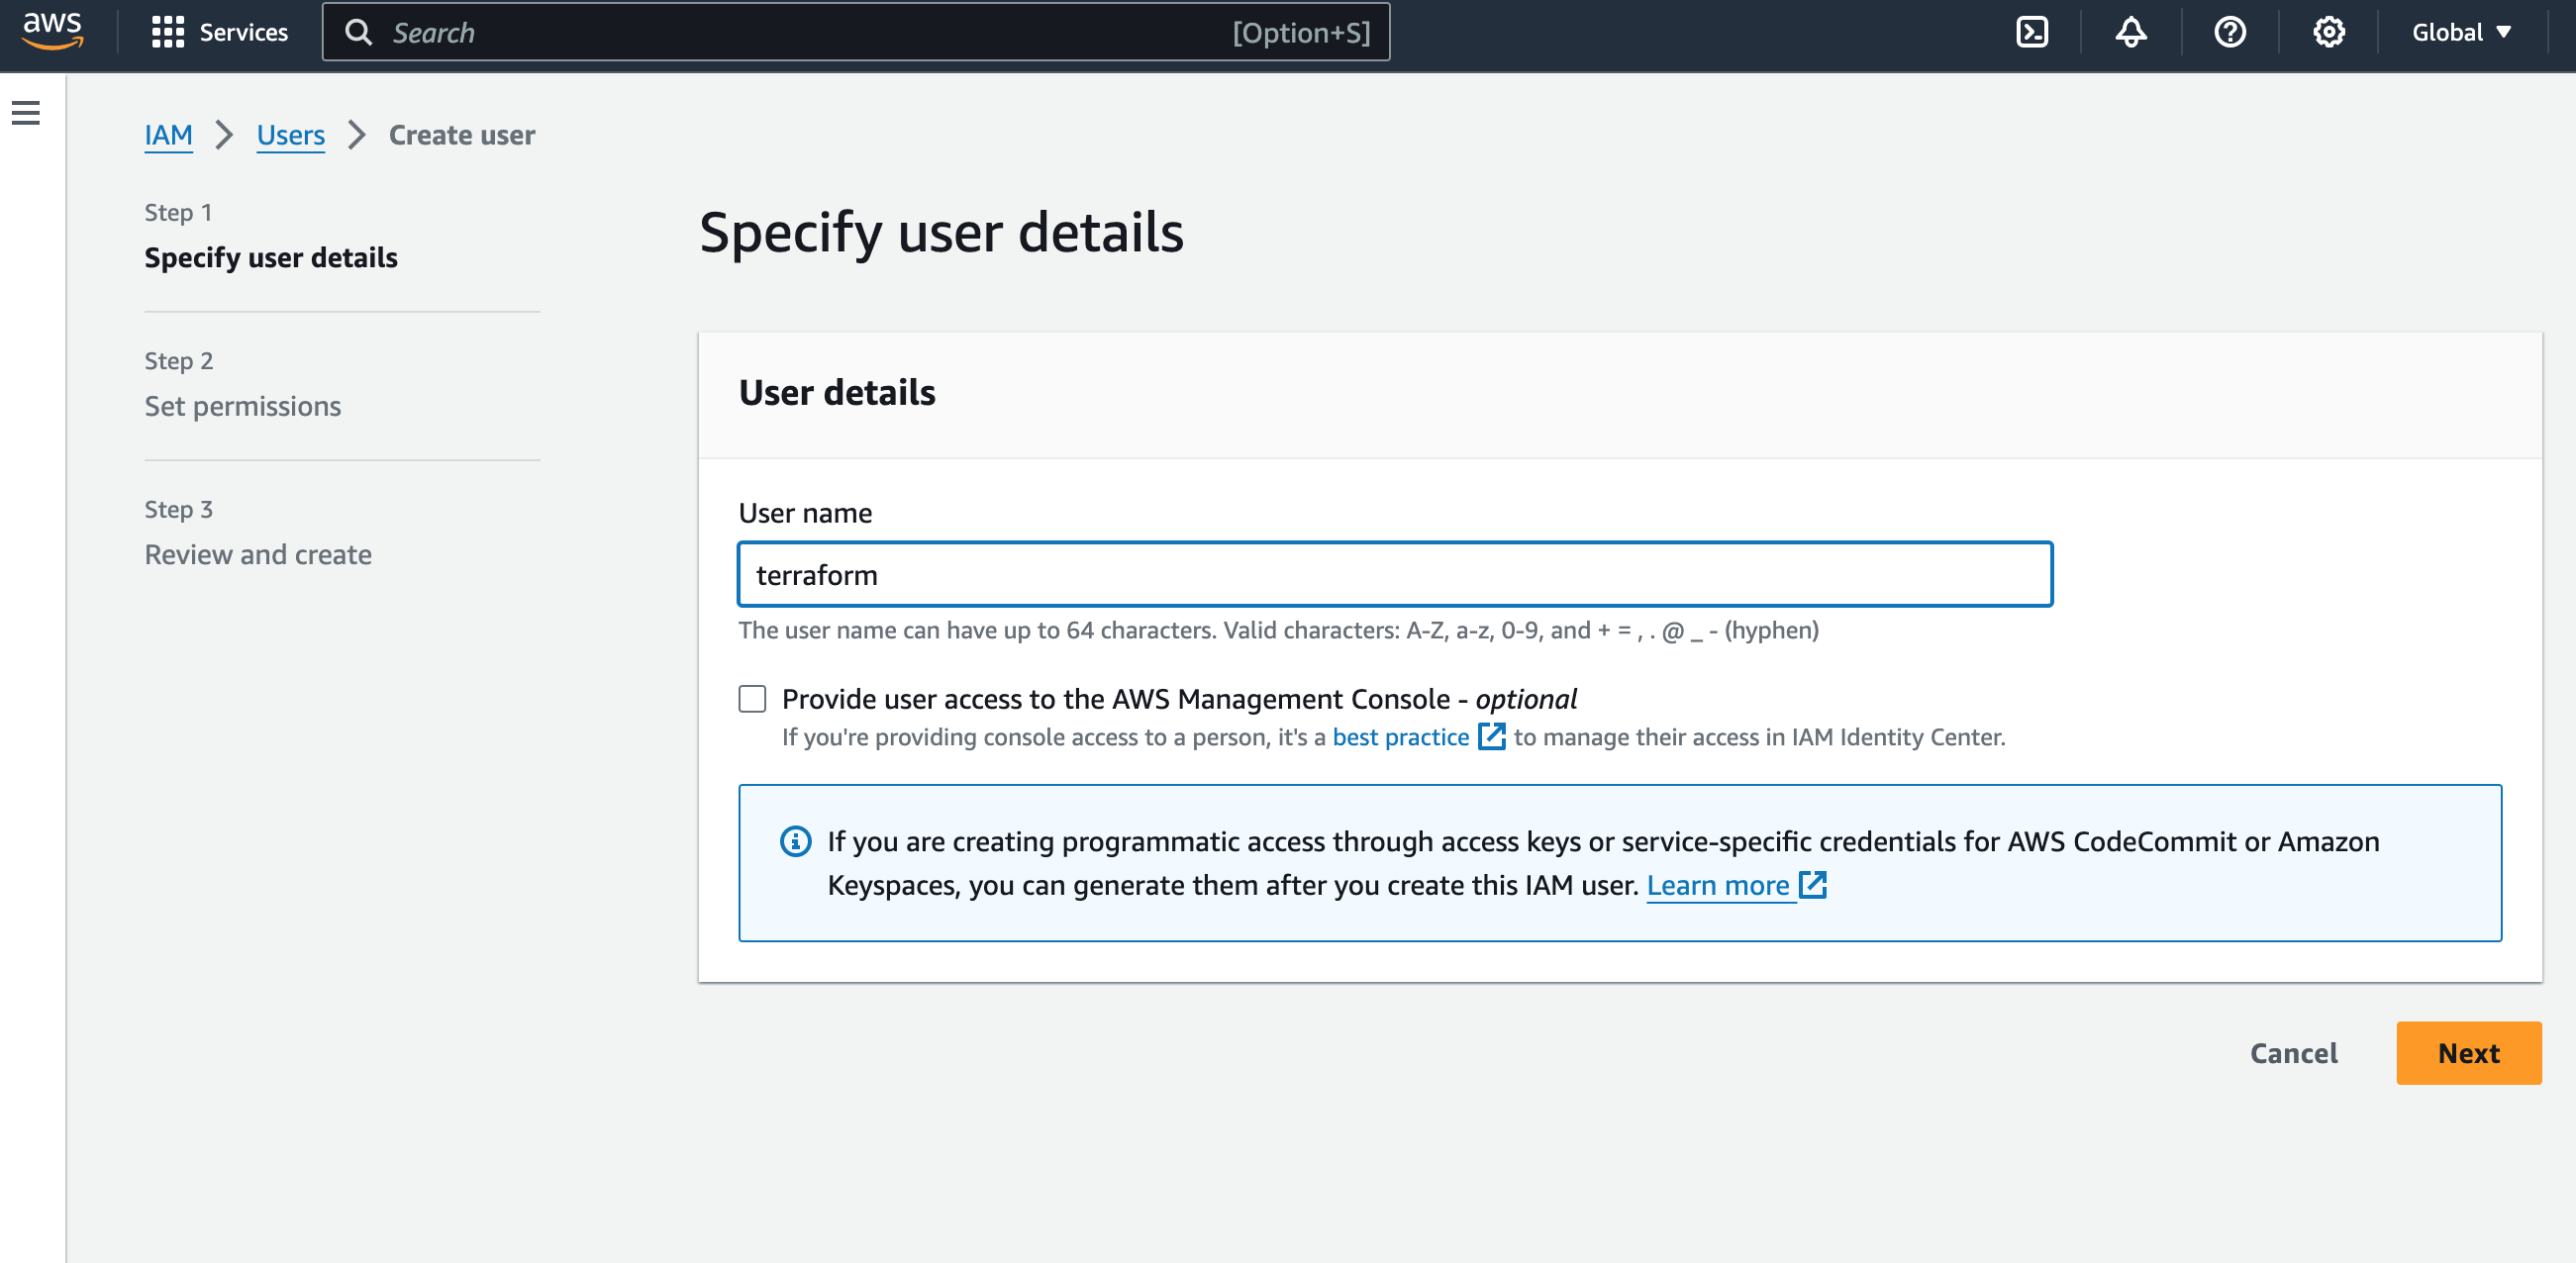 aws
Services
Search
[Option+S]
Global
IAM
Users
Create user
Step 1
Specify user details
Step 2
Set permissions
Step 3
Review and create
Specify user details
User details
User name
terraform
The user name can have up to 64 characters. Valid characters: A-Z, a-z, 0-9, and + = , . @ _ - (hyphen)
Provide user access to the AWS Management Console - optional
If you're providing console access to a person, it's a best practice to manage their access in IAM Identity Center.
If you are creating programmatic access through access keys or service-specific credentials for AWS CodeCommit or Amazon
Keyspaces, you can generate them after you create this IAM user. Learn more
Cancel
Next